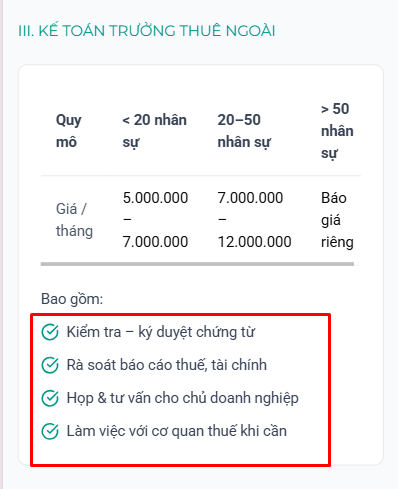 III. KẾ TOÁN TRƯỞNG THUÊ NGOÀI
Quy mô < 20 nhân sự 20–50 nhân sự > 50 nhân sự
Giá / tháng 5.000.000 – 7.000.000 7.000.000 – 12.000.000 Báo giá riêng
Bao gồm:
Kiểm tra – ký duyệt chứng từ
Rà soát báo cáo thuế, tài chính
Họp & tư vấn cho chủ doanh nghiệp
Làm việc với cơ quan thuế khi cần